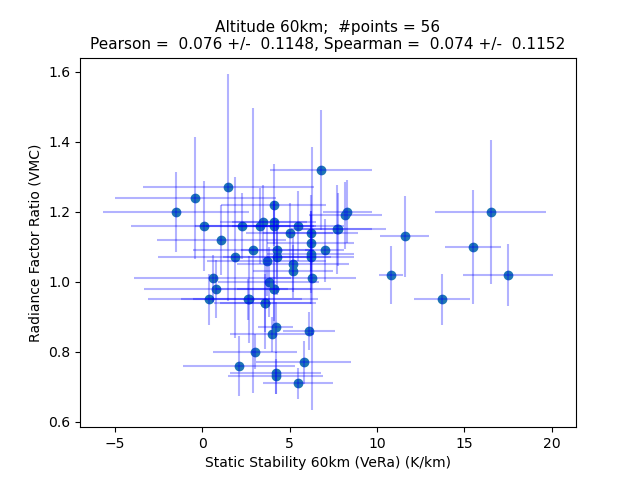 Altitude 60km;  #points = 56
Pearson =  0.076 +/-  0.1148, Spearman =  0.074 +/-  0.1152
1.6
1.4
1.2
1.0
0.8
0.6
Radiance Factor Ratio (VMC)
−5 0 5 10 15 20
Static Stability 60km (VeRa) (K/km)